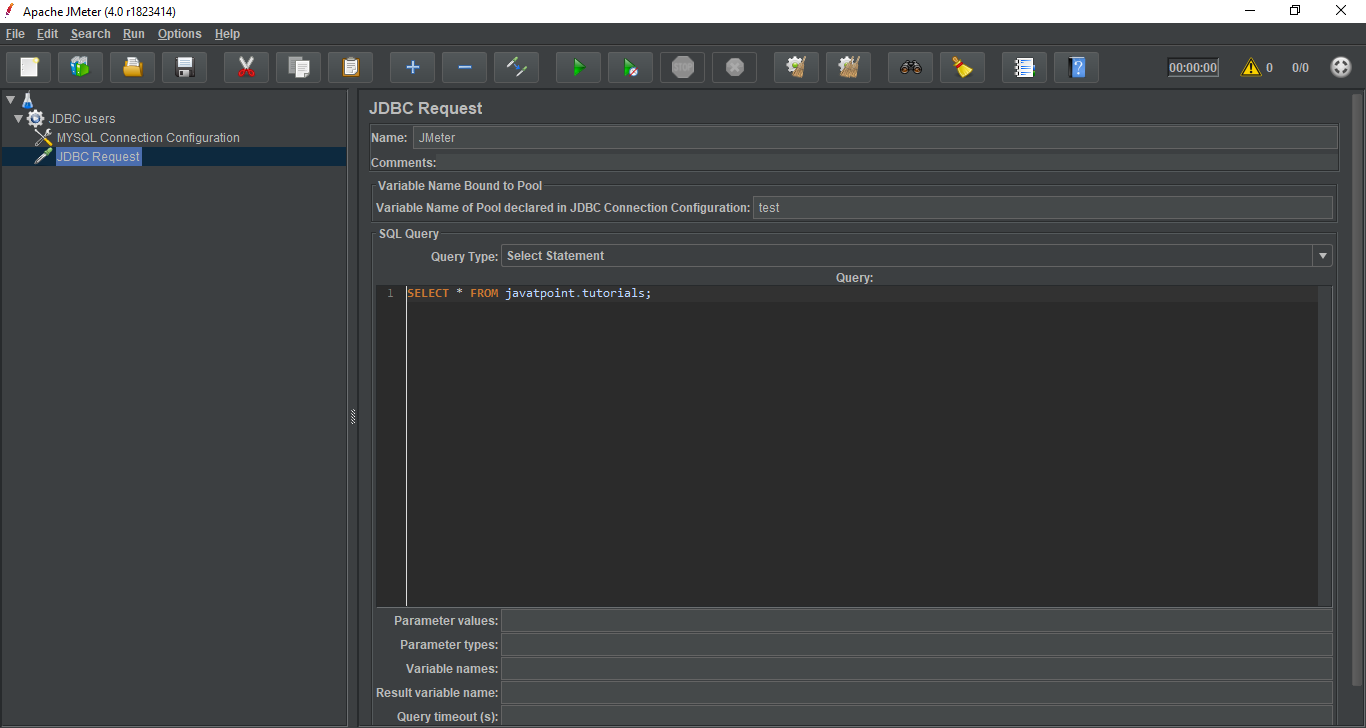 Apache JMeter (4.0 r1823414)
File Edit Search Run Options Help
STOP
?
00:00:00 0 0/0
JDBC users
MYSQL Connection Configuration
JDBC Request
JDBC Request
Name: JMeter
Comments:
Variable Name Bound to Pool
Variable Name of Pool declared in JDBC Connection Configuration: test
SQL Query
Query Type: Select Statement
Query:
1 SELECT * FROM javatpoint.tutorials;
Parameter values:
Parameter types:
Variable names:
Result variable name:
Query timeout (s):